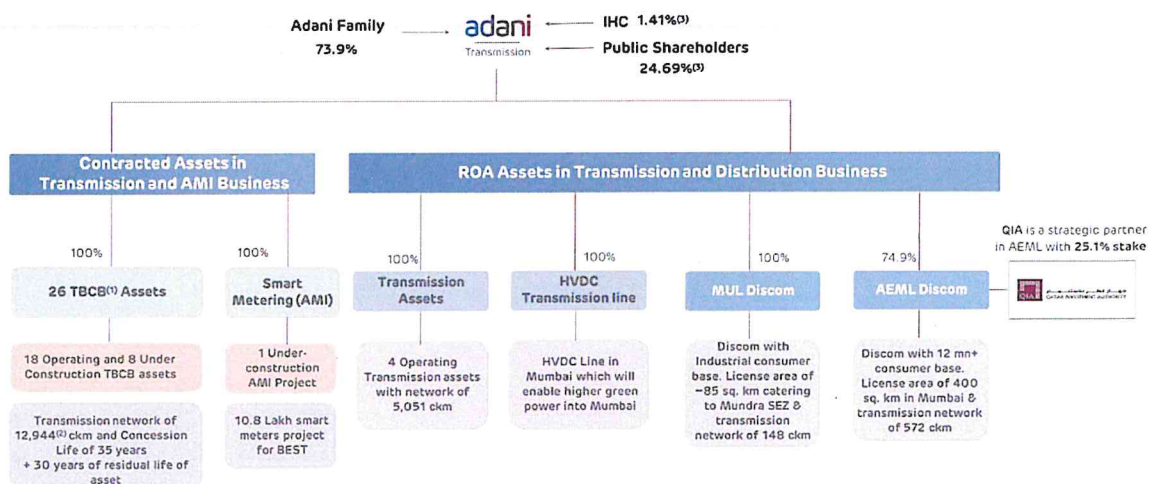 Adani Family
73.9%
adani
Transmission
IHC 1.41%(3)
Public Shareholders
24.69%(3)
Contracted Assets in
Transmission and AMI Business
ROA Assets in Transmission and Distribution Business
100%
26 TBCB(1) Assets
18 Operating and 8 Under
Construction TBCB assets
Transmission network of
12,944(2) ckm and Concession
Life of 35 years
+ 30 years of residual life of
asset
100%
Smart
Metering (AMI)
1 Under-
construction
AMI Project
10.8 Lakh smart
meters project
for BEST
100%
Transmission
Assets
4 Operating
Transmission assets
with network of
5,051 ckm
100%
HVDC
Transmission line
HVDC Line in
Mumbai which will
enable higher green
power into Mumbai
100%
MUL Discom
Discom with
Industrial consumer
base. License area of
~85 sq. km catering
to Mundra SEZ &
transmission
network of 148 ckm
74.9%
AEML Discom
Discom with 12 mn+
consumer base.
License area of 400
sq. km in Mumbai &
transmission network
of 572 ckm
QIA is a strategic partner
in AEML with 25.1% stake
QIA
QATAR INVESTMENT AUTHORITY